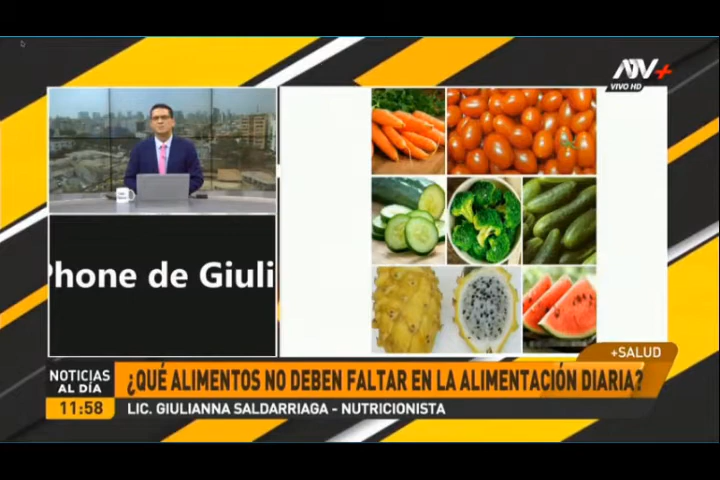 ATV+
VIVO HD
Phone de Giuli
+SALUD
NOTICIAS
AL DÍA
¿QUÉ ALIMENTOS NO DEBEN FALTAR EN LA ALIMENTACIÓN DIARIA?
11:58
LIC. GIULIANNA SALDARRIAGA - NUTRICIONISTA